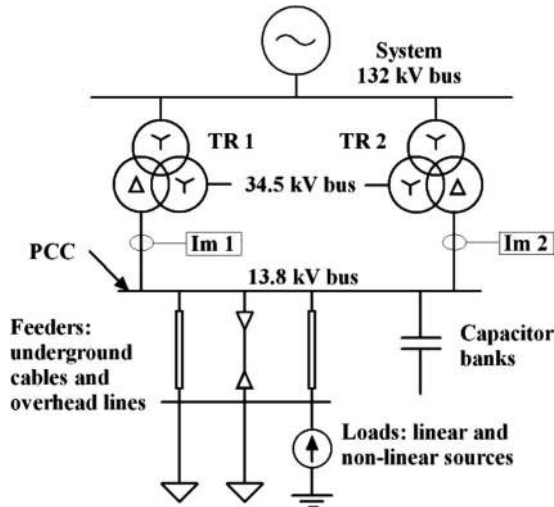 System
132 kV bus
TR 1
TR 2
34.5 kV bus
Im 1
Im 2
PCC
13.8 kV bus
Feeders:
underground
cables and
overhead lines
Capacitor
banks
Loads: linear and
non-linear sources